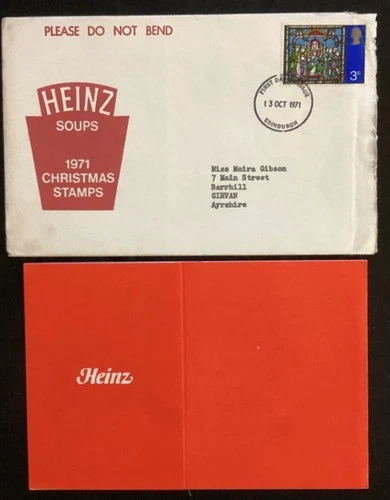 PLEASE DO NOT BEND
HEINZ
SOUPS
1971
CHRISTMAS
STAMPS
3P
FIRST DAY OF ISSUE
13 OCT 1971
EDINBURGH
Miss Moira Gibson
7 Main Street
Barrhill
GIRVAN
Ayrshire
Heinz